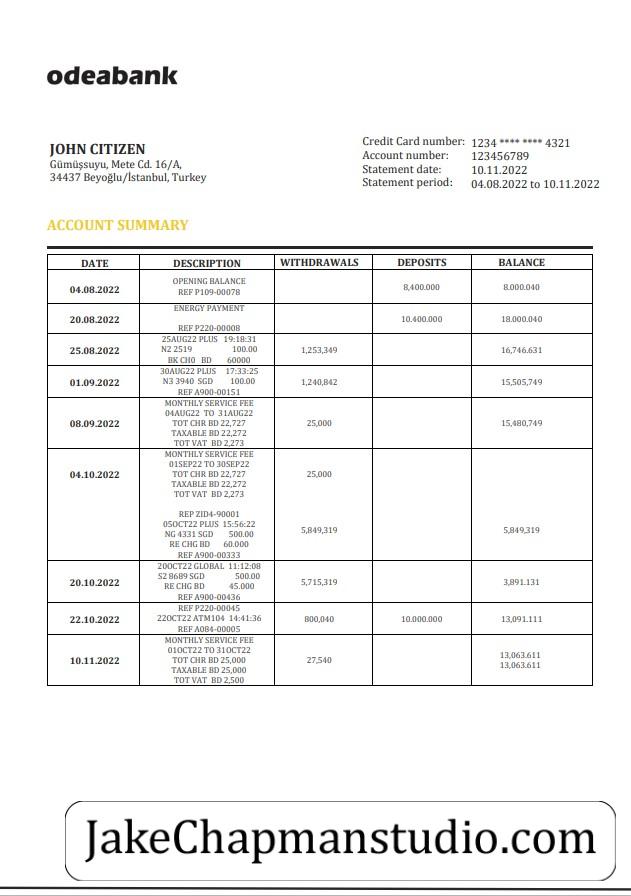 odeabank
JOHN CITIZEN
Gümüşsuyu, Mete Cd. 16/A,
34437 Beyoğlu/İstanbul, Turkey
Credit Card number: 1234 **** **** 4321
Account number: 123456789
Statement date: 10.11.2022
Statement period: 04.08.2022 to 10.11.2022
ACCOUNT SUMMARY
DATE DESCRIPTION WITHDRAWALS DEPOSITS BALANCE
OPENING BALANCE
04.08.2022 8,400.000 8.000.040
REF P109-00078
ENERGY PAYMENT
20.08.2022 10.400.000 18.000.040
REF P220-00008
25AUG22 PLUS 19:18:31
25.08.2022 N2 2519 100.00 1,253,349 16,746.631
BK CH0 BD 60000
30AUG22 PLUS 17:33:25
01.09.2022 N3 3940 SGD 100.00 1,240,842 15,505,749
REF A900-00151
MONTHLY SERVICE FEE
04AUG22 TO 31AUG22
08.09.2022 TOT CHR BD 22,727 25,000 15,480,749
TAXABLE BD 22,272
TOT VAT BD 2,273
MONTHLY SERVICE FEE
01SEP22 TO 30SEP22
04.10.2022 TOT CHR BD 22,727 25,000
TAXABLE BD 22,272
TOT VAT BD 2,273
REP ZID4-90001
05OCT22 PLUS 15:56:22
NG 4331 SGD 500.00 5,849,319 5,849,319
RE CHG BD 60.000
REF A900-00333
20OCT22 GLOBAL 11:12:08
S2 8689 SGD 500.00
20.10.2022 RE CHG BD 45.000 5,715,319 3,891.131
REF A900-00436
REF P220-00045
22.10.2022 22OCT22 ATM104 14:41:36 800,040 10.000.000 13,091.111
REF A084-00005
MONTHLY SERVICE FEE
01OCT22 TO 31OCT22
10.11.2022 TOT CHR BD 25,000 27,540 13,063.611
TAXABLE BD 25,000 13,063.611
TOT VAT BD 2,500
JakeChapmanstudio.com